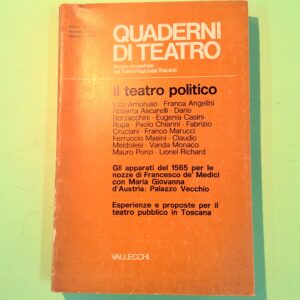 QUADERNI
DI TEATRO
Rivista trimestrale
del Teatro Regionale Toscano
il teatro politico
Vito Amoruso · Franca Angelini
Roberta Ascarelli · Dario
Borzacchini · Eugenia Casini
Ropa · Paolo Chiarini · Fabrizio
Cruciani · Franco Marucci
Ferruccio Masini · Claudio
Meldolesi · Vanda Monaco
Mauro Ponzi · Lionel Richard
Gli apparati del 1565 per le
nozze di Francesco de' Medici
con Maria Giovanna
d'Austria: Palazzo Vecchio
Esperienze e proposte per il
teatro pubblico in Toscana
VALLECCHI